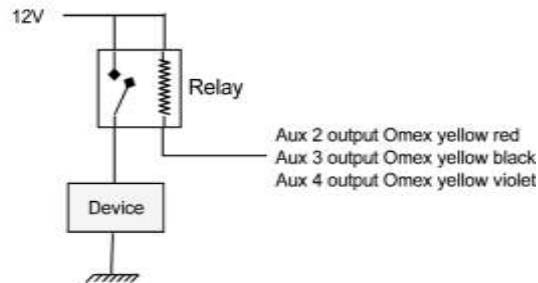 12V
Relay
Aux 2 output Omex yellow red
Aux 3 output Omex yellow black
Aux 4 output Omex yellow violet
Device